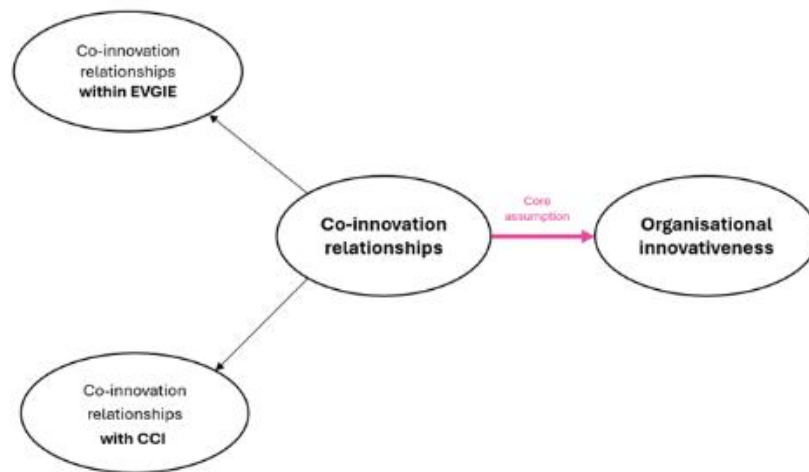 Co-innovation
relationships
within EVGIE
Core
assumption
Co-innovation
relationships
Organisational
innovativeness
Co-innovation
relationships
with CCI